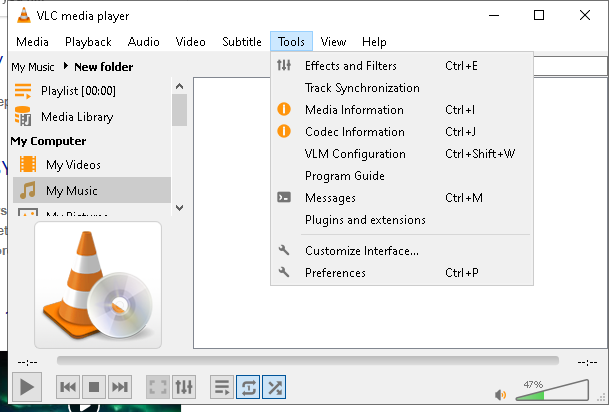 VLC media player
Media Playback Audio Video Subtitle Tools View Help
My Music New folder
Playlist [00:00]
Media Library
My Computer
My Videos
My Music
My Pictures
Effects and Filters Ctrl+E
Track Synchronization
Media Information Ctrl+I
Codec Information Ctrl+J
VLM Configuration Ctrl+Shift+W
Program Guide
Messages Ctrl+M
Plugins and extensions
Customize Interface...
Preferences Ctrl+P
--:-- --:--
47%